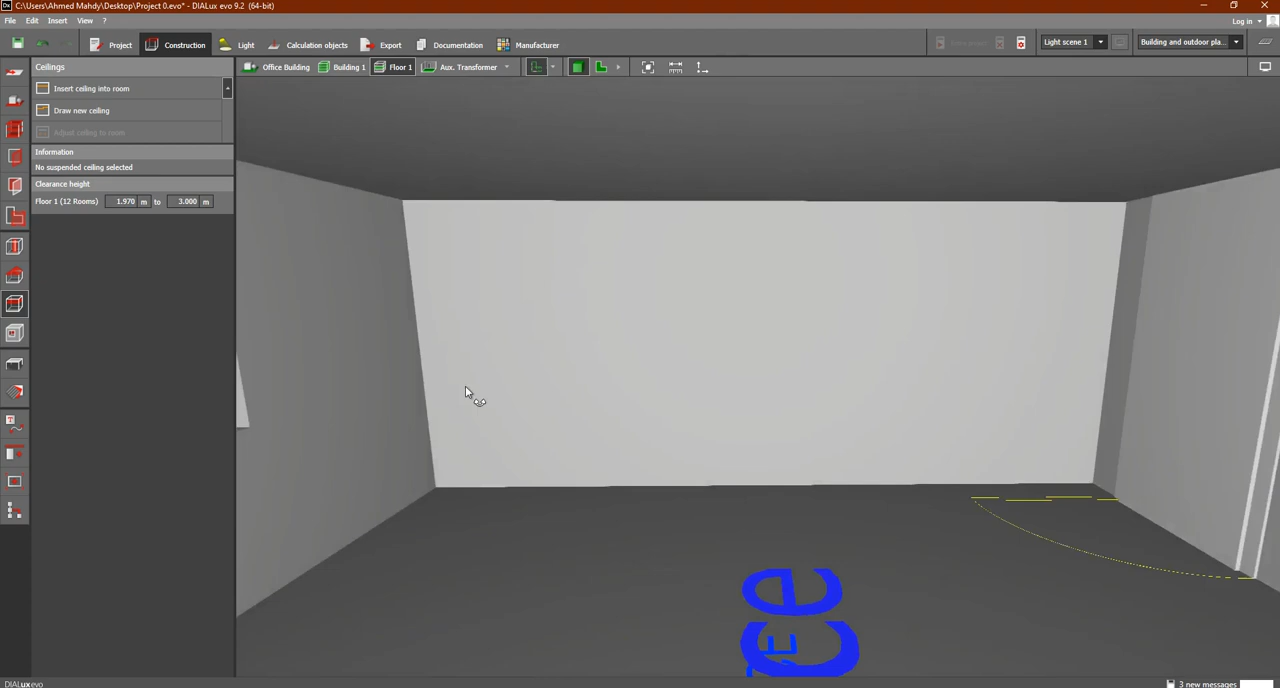 C:\Users\Ahmed Mahdy\Desktop\Project 0.evo* - DIALux evo 9.2 (64-bit)
File Edit Insert View ?
Log in
Project Construction Light Calculation objects Export Documentation Manufacturer
Light scene 1
Building and outdoor pla...
Ceilings
Office Building Building 1 Floor 1 Aux. Transformer
Insert ceiling into room
Draw new ceiling
Adjust ceiling to room
Information
No suspended ceiling selected
Clearance height
Floor 1 (12 Rooms) 1.970 m to 3.000 m
DIALux evo
3 new messages